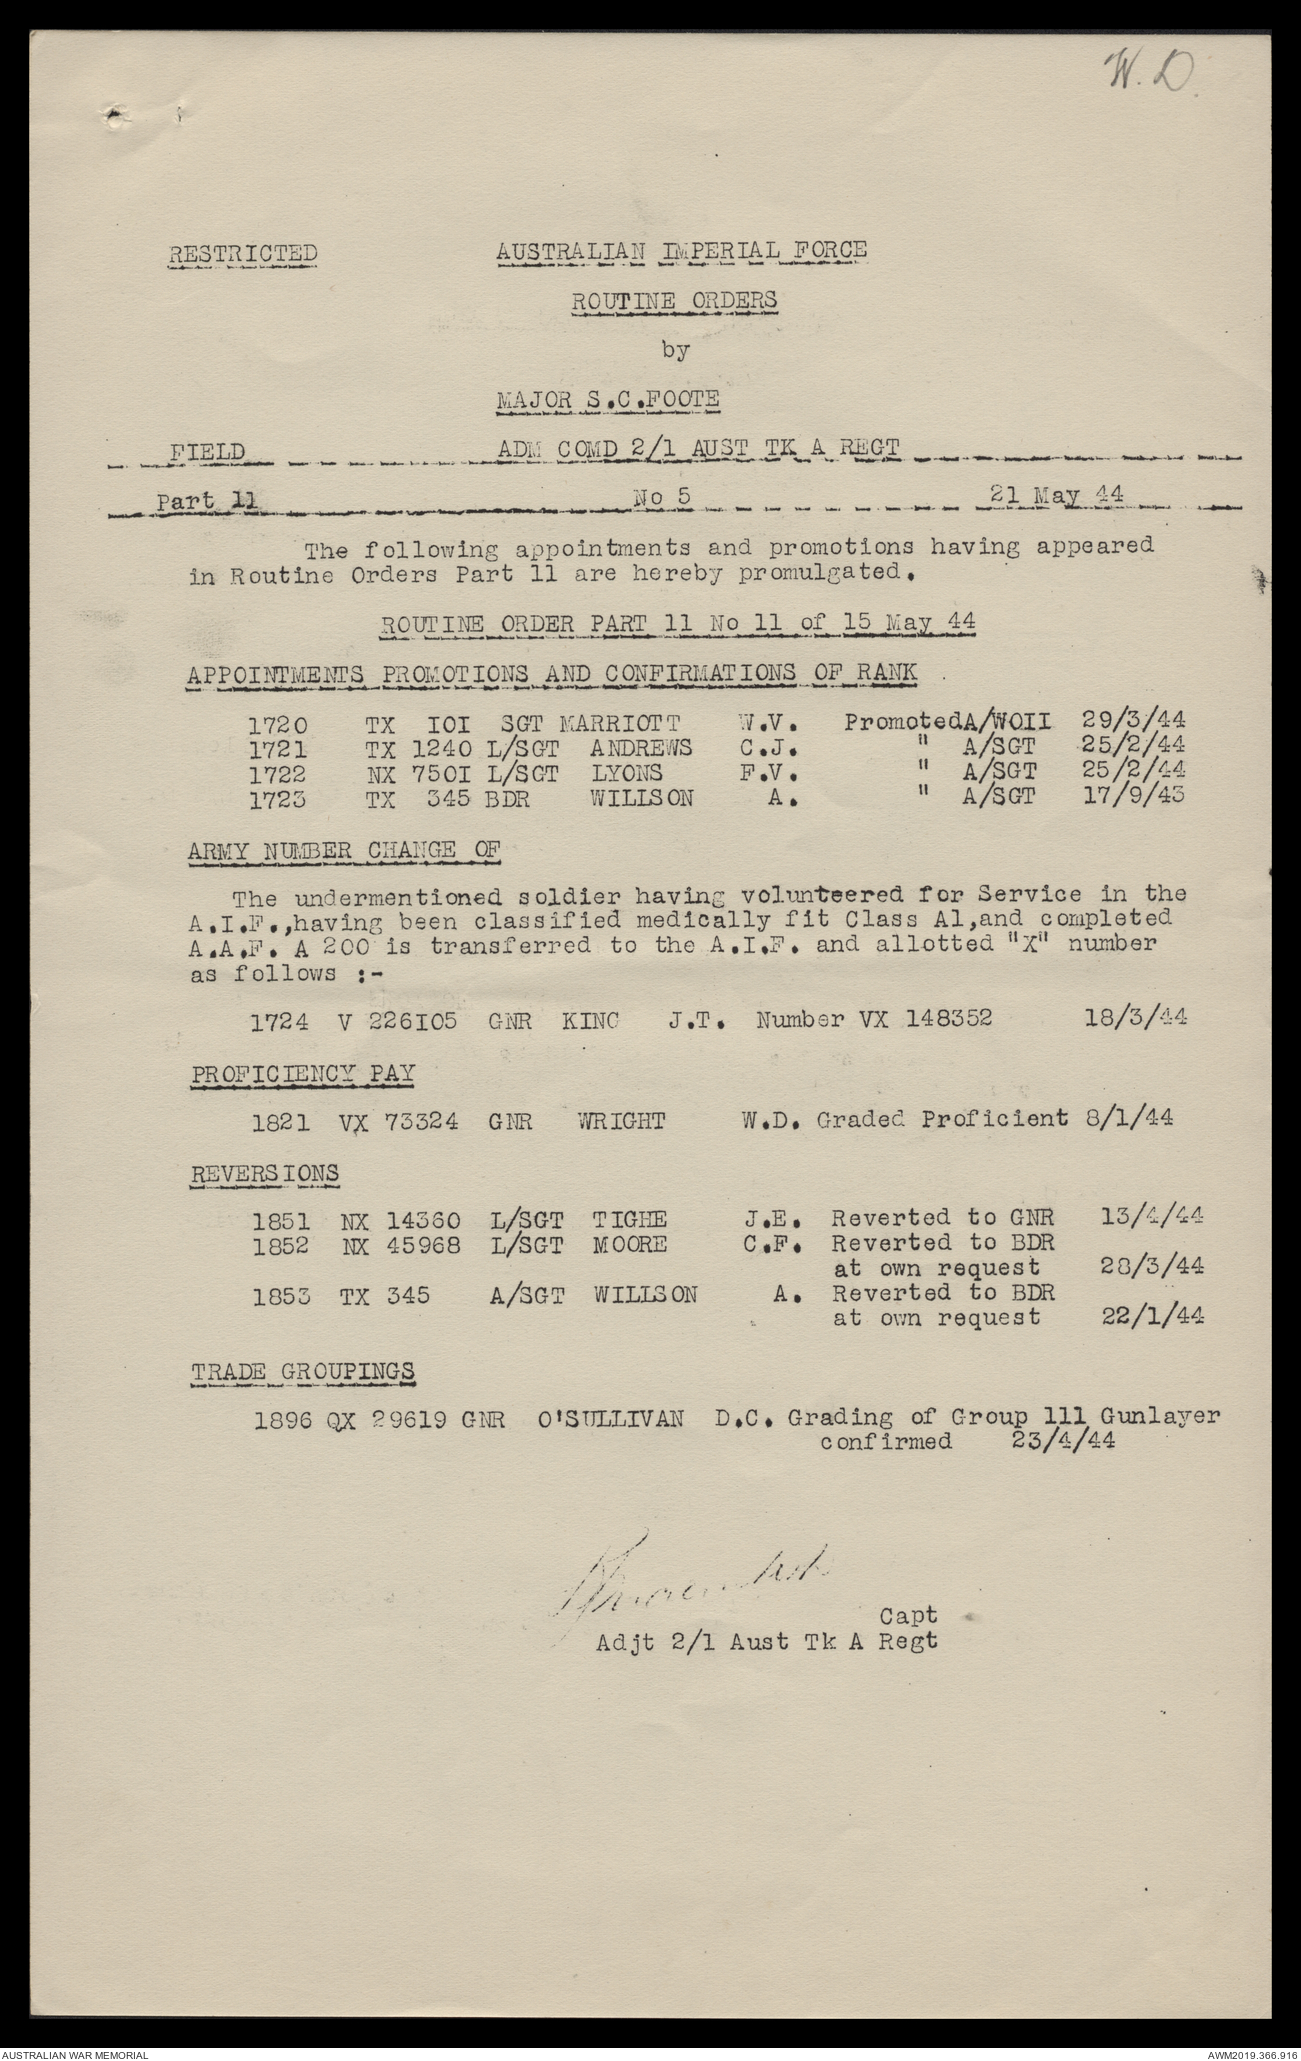 W. D.
RESTRICTED AUSTRALIAN IMPERIAL FORCE
ROUTINE ORDERS
by
MAJOR S.C.FOOTE
FIELD ADM COMD 2/1 AUST TK A REGT
Part 11 No 5 21 May 44
The following appointments and promotions having appeared
in Routine Orders Part 11 are hereby promulgated.
ROUTINE ORDER PART 11 No 11 of 15 May 44
APPOINTMENTS PROMOTIONS AND CONFIRMATIONS OF RANK
1720 TX IOI SGT MARRIOTT W.V. PromotedA/WOII 29/3/44
1721 TX 1240 L/SGT ANDREWS C.J. " A/SGT 25/2/44
1722 NX 750I L/SGT LYONS F.V. " A/SGT 25/2/44
1723 TX 345 BDR WILLSON A. " A/SGT 17/9/43
ARMY NUMBER CHANGE OF
The undermentioned soldier having volunteered for Service in the
A.I.F.,having been classified medically fit Class A1,and completed
A.A.F. A 200 is transferred to the A.I.F. and allotted "X" number
as follows :-
1724 V 226I05 GNR KING J.T. Number VX 148352 18/3/44
PROFICIENCY PAY
1821 VX 73324 GNR WRIGHT W.D. Graded Proficient 8/1/44
REVERSIONS
1851 NX 14360 L/SGT TIGHE J.E. Reverted to GNR 13/4/44
1852 NX 45968 L/SGT MOORE C.F. Reverted to BDR
at own request 28/3/44
1853 TX 345 A/SGT WILLSON A. Reverted to BDR
at own request 22/1/44
TRADE GROUPINGS
1896 QX 29619 GNR O'SULLIVAN D.C. Grading of Group 111 Gunlayer
confirmed 23/4/44
Capt
Adjt 2/1 Aust Tk A Regt
AUSTRALIAN WAR MEMORIAL AWM2019.366.916